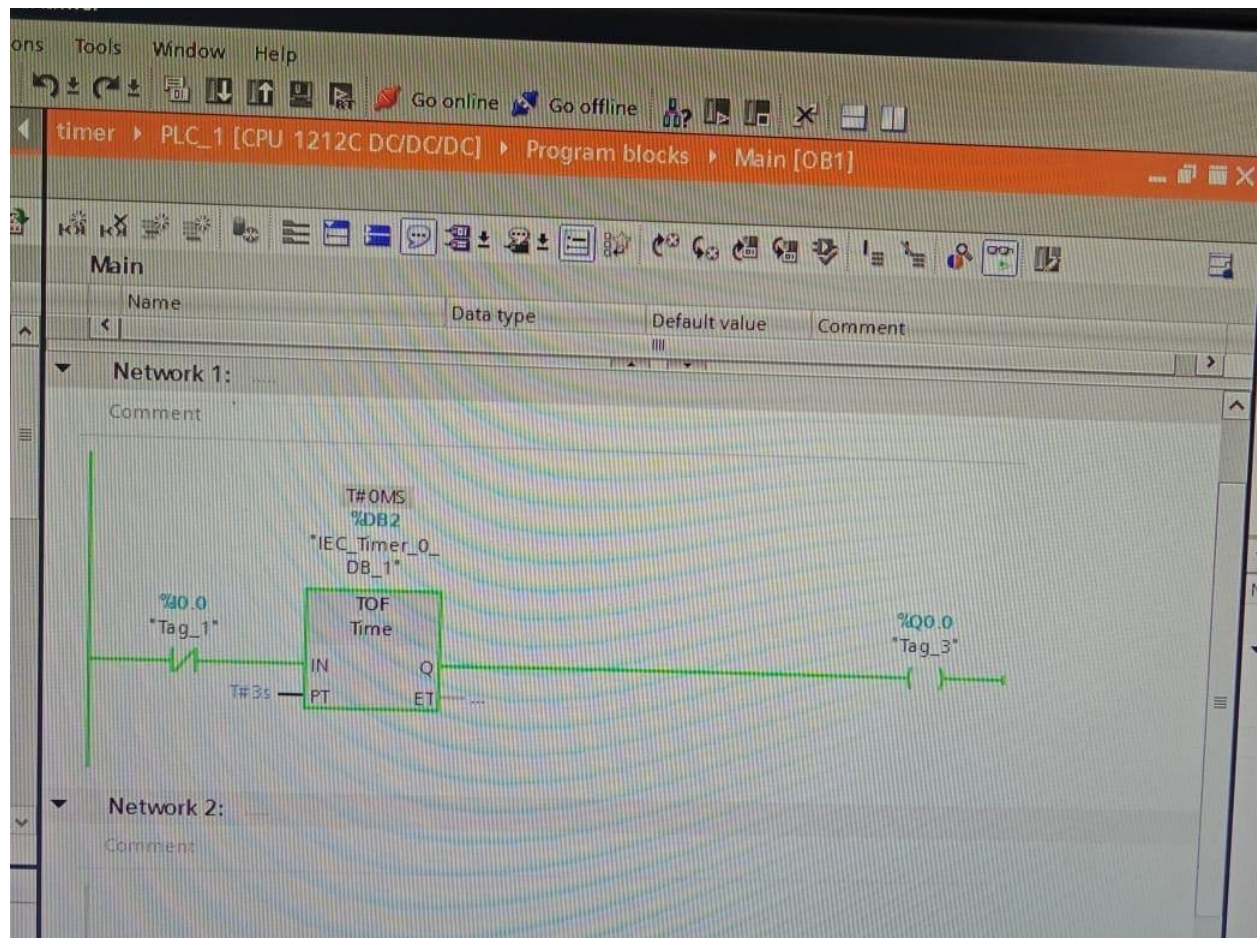 ons Tools Window Help
Go online Go offline
timer PLC_1 [CPU 1212C DC/DC/DC] Program blocks Main [OB1]
Main
Name Data type Default value Comment
Network 1:
Comment
T#0MS
%DB2
"IEC_Timer_0_
DB_1"
%I0.0
"Tag_1"
TOF
Time
%Q0.0
"Tag_3"
IN Q
T#3s PT ET ...
Network 2:
Comment